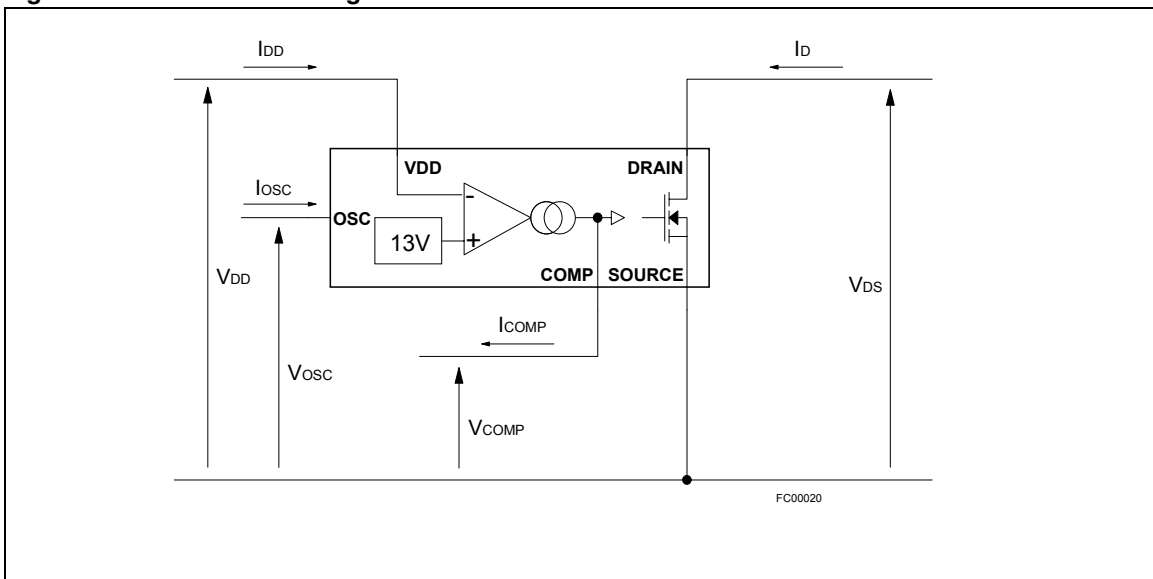 IDD
ID
VDD
DRAIN
IOSC
OSC
-
13V
+
COMP
SOURCE
VDD
VDS
ICOMP
VOSC
VCOMP
FC00020